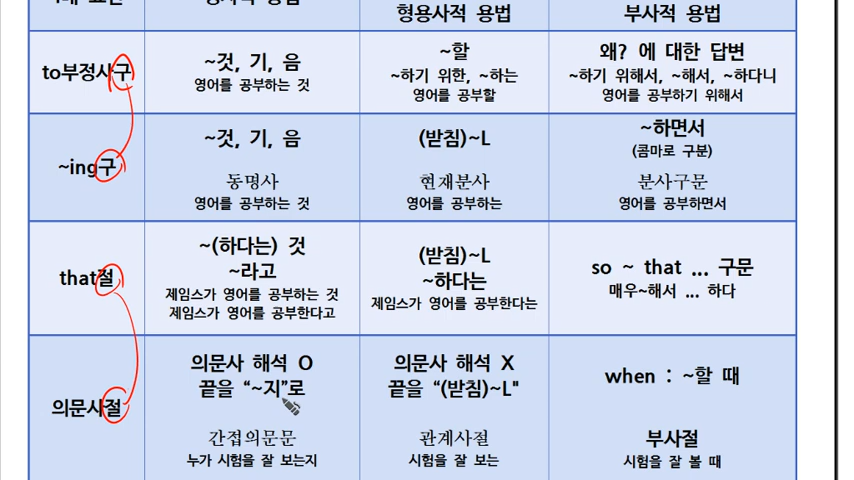 형용사적 용법
부사적 용법
to부정사구
~것, 기, 음
영어를 공부하는 것
~할
~하기 위한, ~하는
영어를 공부할
왜? 에 대한 답변
~하기 위해서, ~해서, ~하다니
영어를 공부하기 위해서
~ing구
~것, 기, 음
동명사
영어를 공부하는 것
(받침)~L
현재분사
영어를 공부하는
~하면서
(콤마로 구분)
분사구문
영어를 공부하면서
that절
~(하다는) 것
~라고
제임스가 영어를 공부하는 것
제임스가 영어를 공부한다고
(받침)~L
~하다는
제임스가 영어를 공부한다는
so ~ that ... 구문
매우~해서 ... 하다
의문사절
의문사 해석 O
끝을 “~지”로
간접의문문
누가 시험을 잘 보는지
의문사 해석 X
끝을 “(받침)~L"
관계사절
시험을 잘 보는
when : ~할 때
부사절
시험을 잘 볼 때